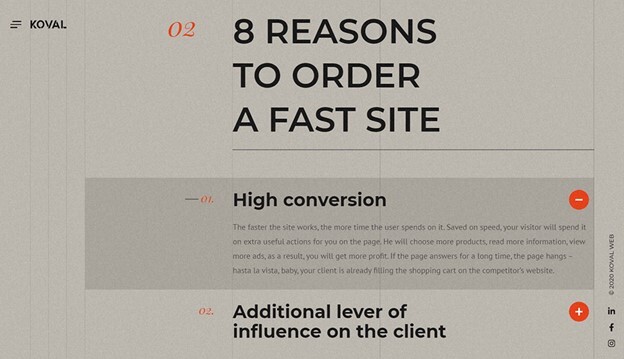 KOVAL
02
8 REASONS
TO ORDER
A FAST SITE
01.
High conversion
The faster the site works, the more time the user spends on it. Saved on speed, your visitor will spend it
on extra useful actions for you on the page. He will choose more products, read more information, view
more ads, as a result, you will get more profit. If the page answers for a long time, the page hangs –
hasta la vista, baby, your client is already filling the shopping cart on the competitor's website.
02.
Additional lever of
influence on the client
© 2020 KOVAL WEB